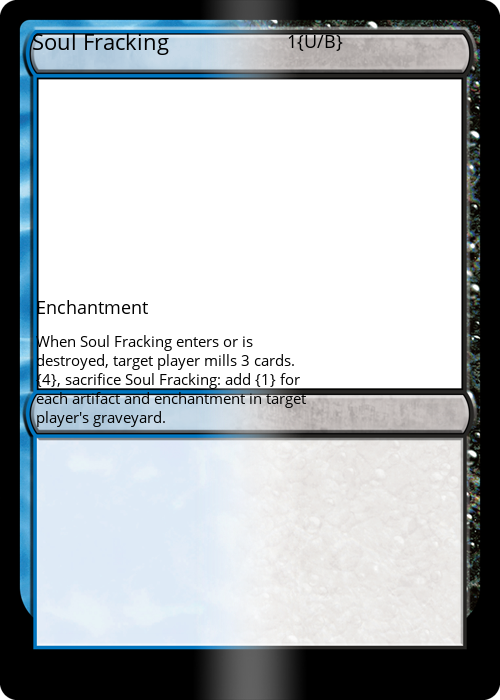 Soul Fracking 1{U/B}
Enchantment
When Soul Fracking enters or is
destroyed, target player mills 3 cards.
{4}, sacrifice Soul Fracking: add {1} for
each artifact and enchantment in target
player's graveyard.